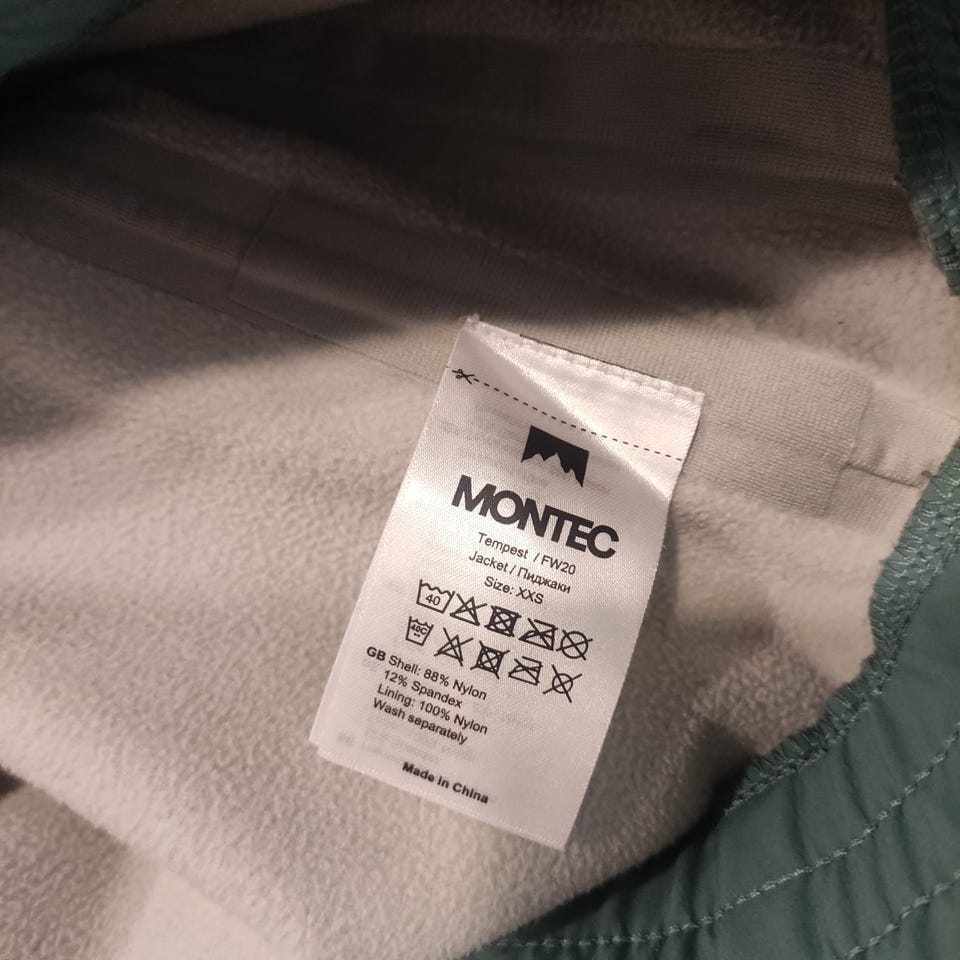 MONTEC
Tempest / FW20
Jacket / Пиджаки
Size: XXS
40
40C
GB Shell: 88% Nylon
12% Spandex
Lining: 100% Nylon
Wash separately
Made in China